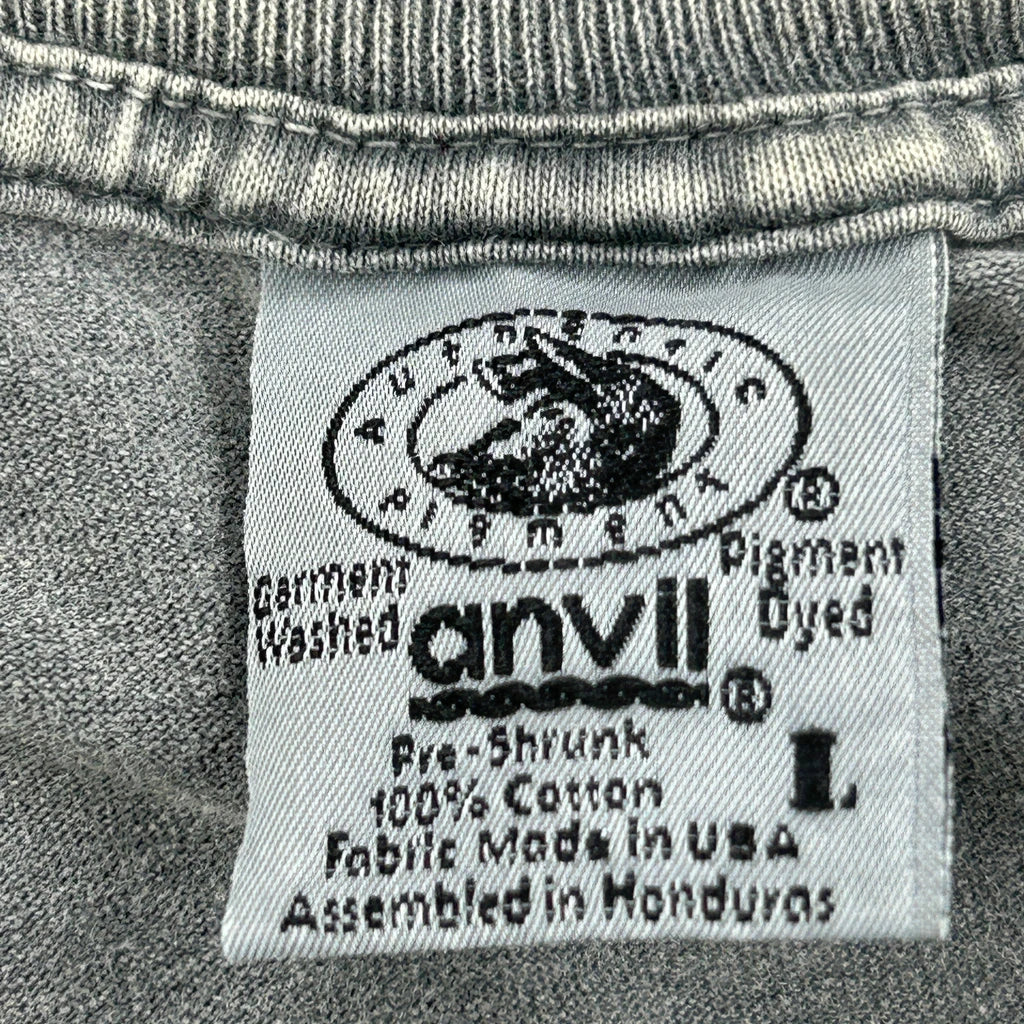 Authentic
Pigment
®
Garment
Washed
Pigment
Dyed
anvil
®
Pre-Shrunk
100% Cotton
L
Fabric Made in USA
Assembled in Honduras